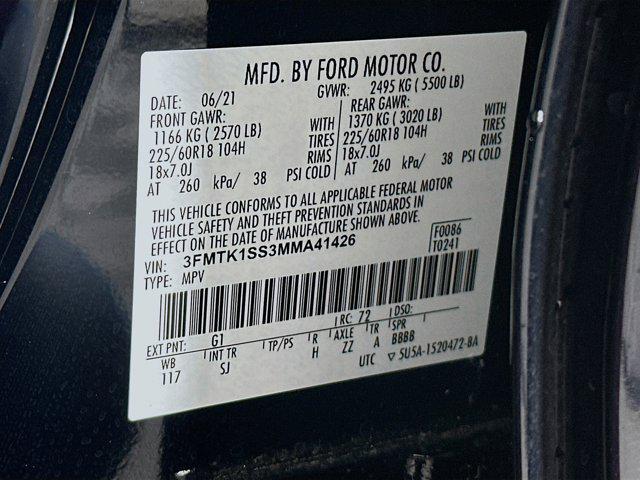 MFD. BY FORD MOTOR CO.
DATE: 06/21 GVWR: 2495 KG ( 5500 LB)
FRONT GAWR: REAR GAWR:
1166 KG ( 2570 LB) WITH 1370 KG ( 3020 LB) WITH
225/60R18 104H TIRES 225/60R18 104H TIRES
18x7.0J RIMS 18x7.0J RIMS
AT 260 kPa/ 38 PSI COLD AT 260 kPa/ 38 PSI COLD
THIS VEHICLE CONFORMS TO ALL APPLICABLE FEDERAL MOTOR
VEHICLE SAFETY AND THEFT PREVENTION STANDARDS IN
EFFECT ON THE DATE OF MANUFACTURE SHOWN ABOVE.
VIN: 3FMTK1SS3MMA41426 F0086
TYPE: MPV T0241
EXT PNT: G1 RC: 72 DSO:
WB INT TR TP/PS R AXLE TR SPR
117 SJ H ZZ A BBBB
UTC ▽ 5U5A-1520472-BA